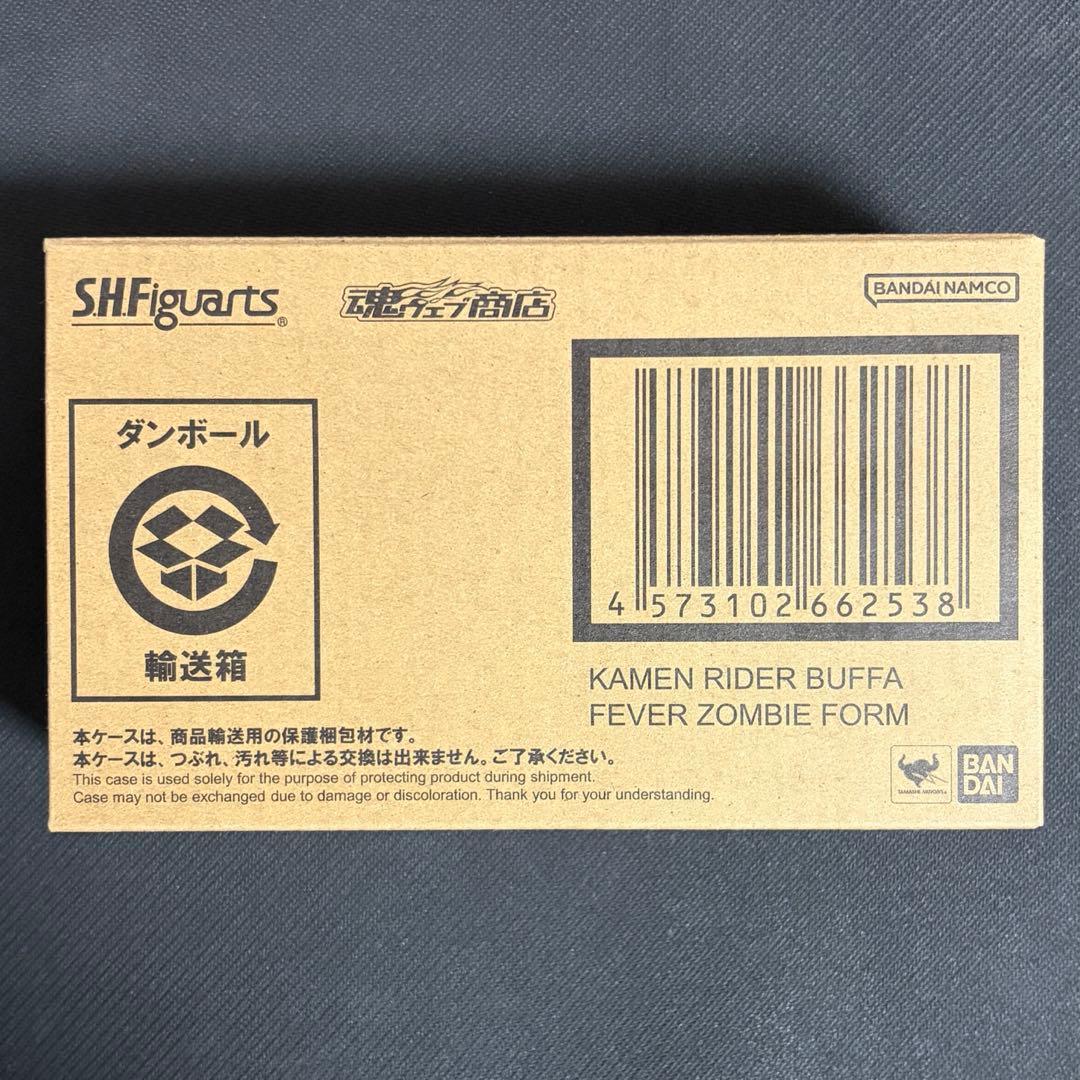 S.H.Figuarts®
魂ウェブ商店
BANDAI NAMCO
ダンボール
輸送箱
4 573102 662538
KAMEN RIDER BUFFA
FEVER ZOMBIE FORM
本ケースは、商品輸送用の保護梱包材です。
本ケースは、つぶれ、汚れ等による交換は出来ません。ご了承ください。
This case is used solely for the purpose of protecting product during shipment.
Case may not be exchanged due to damage or discoloration. Thank you for your understanding.
TAMASHII NATIONS
BAN
DAI